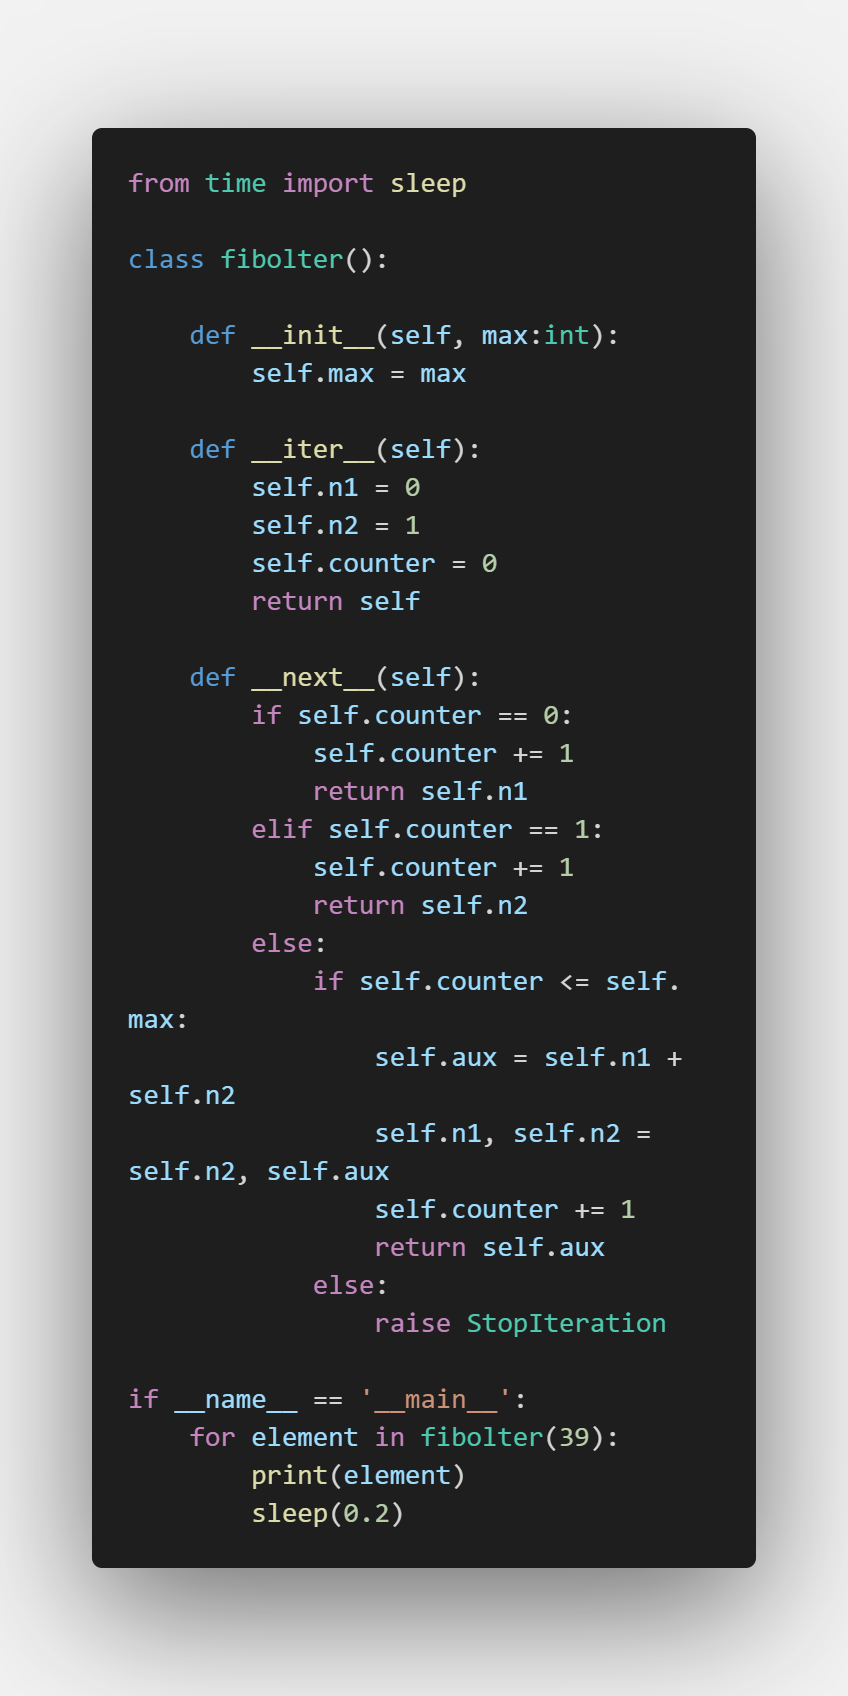 from time import sleep
class fibolter():
    def __init__(self, max:int):
        self.max = max
    def __iter__(self):
        self.n1 = 0
        self.n2 = 1
        self.counter = 0
        return self
    def __next__(self):
        if self.counter == 0:
            self.counter += 1
            return self.n1
        elif self.counter == 1:
            self.counter += 1
            return self.n2
        else:
            if self.counter <= self.
max:
                self.aux = self.n1 +
self.n2
                self.n1, self.n2 =
self.n2, self.aux
                self.counter += 1
                return self.aux
            else:
                raise StopIteration
if __name__ == '__main__':
    for element in fibolter(39):
        print(element)
        sleep(0.2)